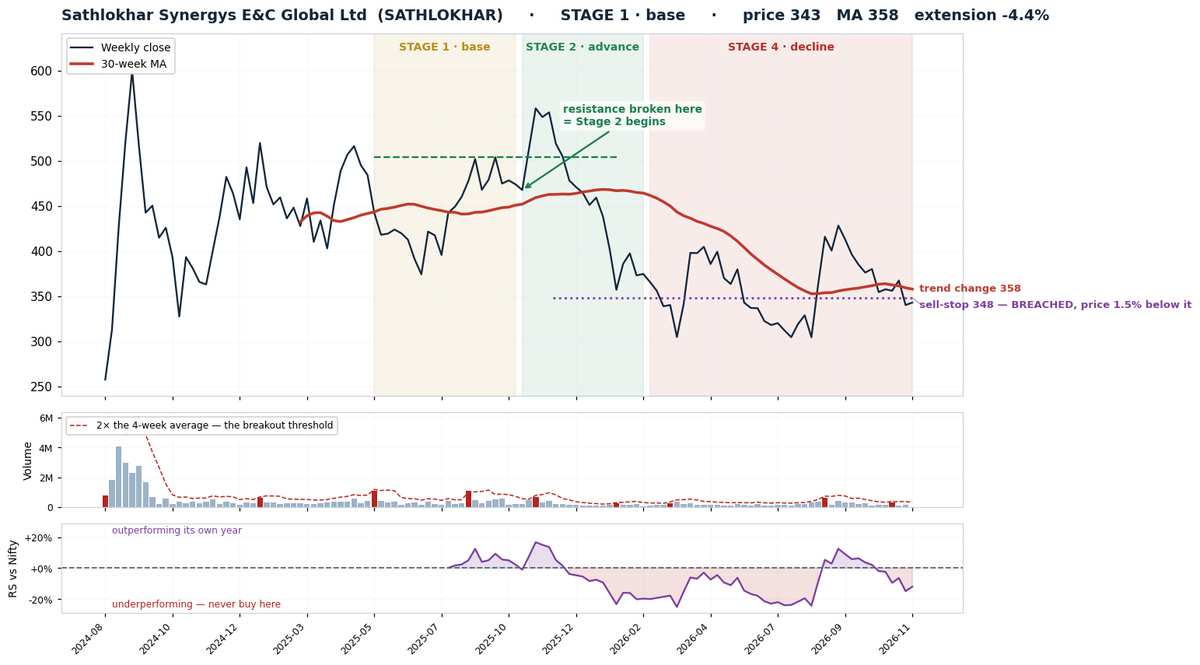 Sathlokhar Synergys E&C Global Ltd (SATHLOKHAR) · STAGE 1 · base · price 343 MA 358 extension -4.4%
Weekly close
30-week MA
STAGE 1 · base
STAGE 2 · advance
STAGE 4 · decline
resistance broken here
= Stage 2 begins
trend change 358
sell-stop 348 — BREACHED, price 1.5% below it
600
550
500
450
400
350
300
250
2× the 4-week average — the breakout threshold
Volume
6M
4M
2M
0
RS vs Nifty
outperforming its own year
underperforming — never buy here
+20%
+0%
-20%
2024-08
2024-10
2024-12
2025-03
2025-05
2025-07
2025-10
2025-12
2026-02
2026-04
2026-07
2026-09
2026-11